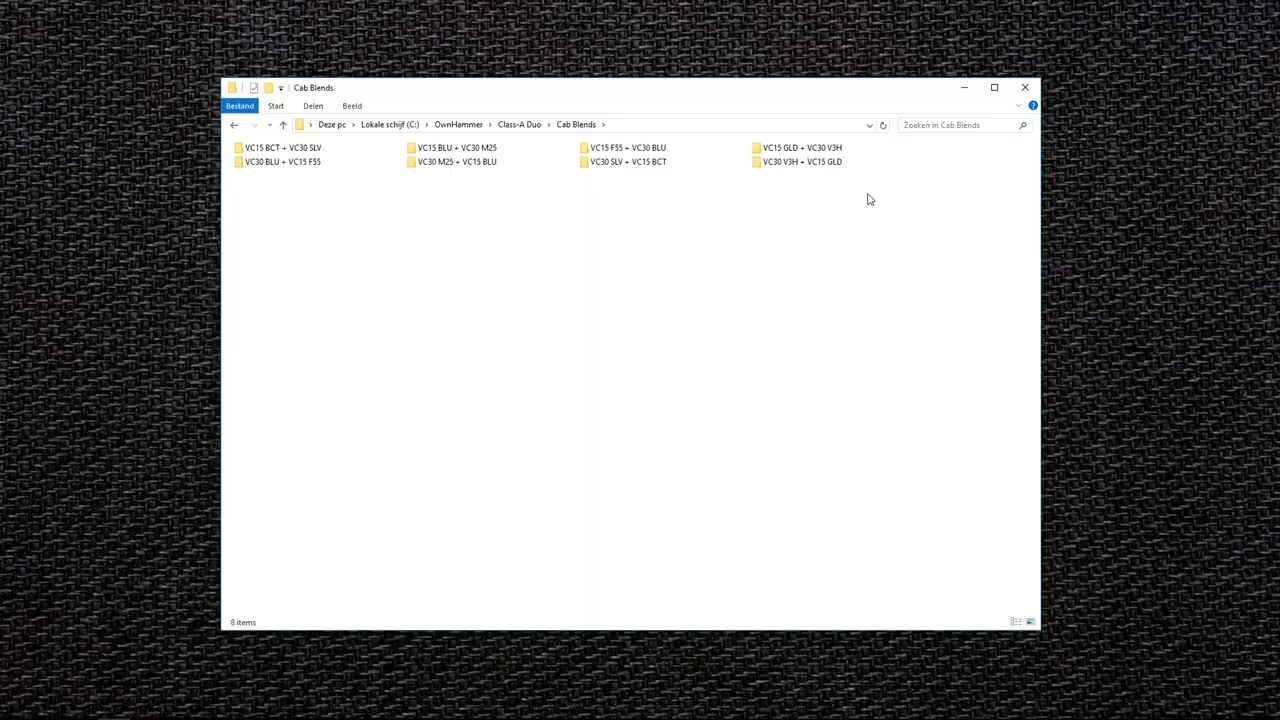 Cab Blends
Bestand Start Delen Beeld
Deze pc Lokale schijf (C:) OwnHammer Class-A Duo Cab Blends Zoeken in Cab Blends
VC15 BCT + VC30 SLV VC15 BLU + VC30 M25 VC15 F55 + VC30 BLU VC15 GLD + VC30 V3H
VC30 BLU + VC15 F55 VC30 M25 + VC15 BLU VC30 SLV + VC15 BCT VC30 V3H + VC15 GLD
8 items